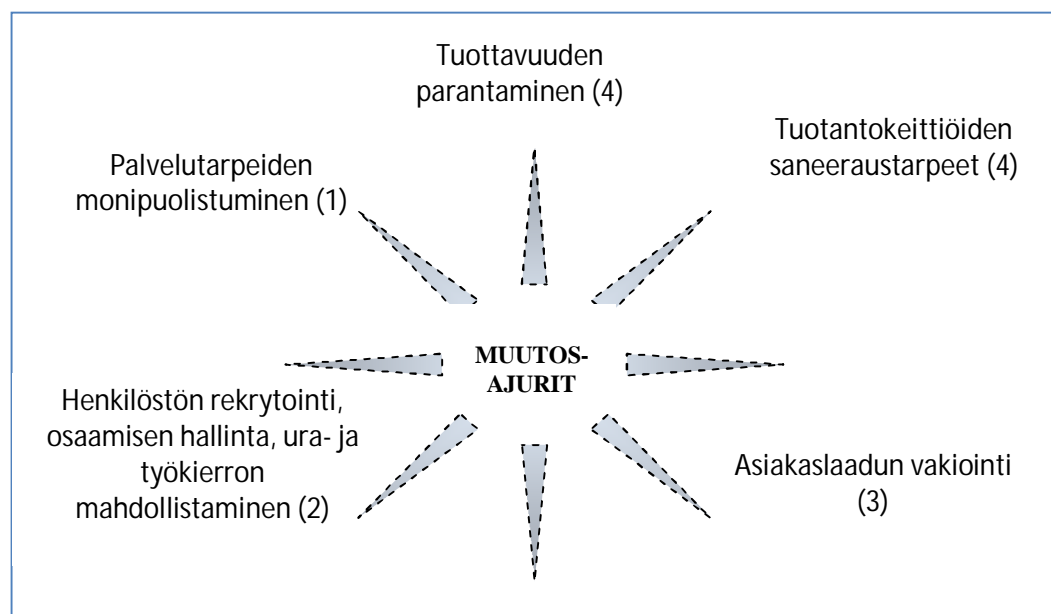 Tuottavuuden
parantaminen (4)
Tuotantokeittiöiden
saneeraustarpeet (4)
Palvelutarpeiden
monipuolistuminen (1)
MUUTOS-
AJURIT
Henkilöstön rekrytointi,
osaamisen hallinta, ura- ja
työkierron
mahdollistaminen (2)
Asiakaslaadun vakiointi
(3)